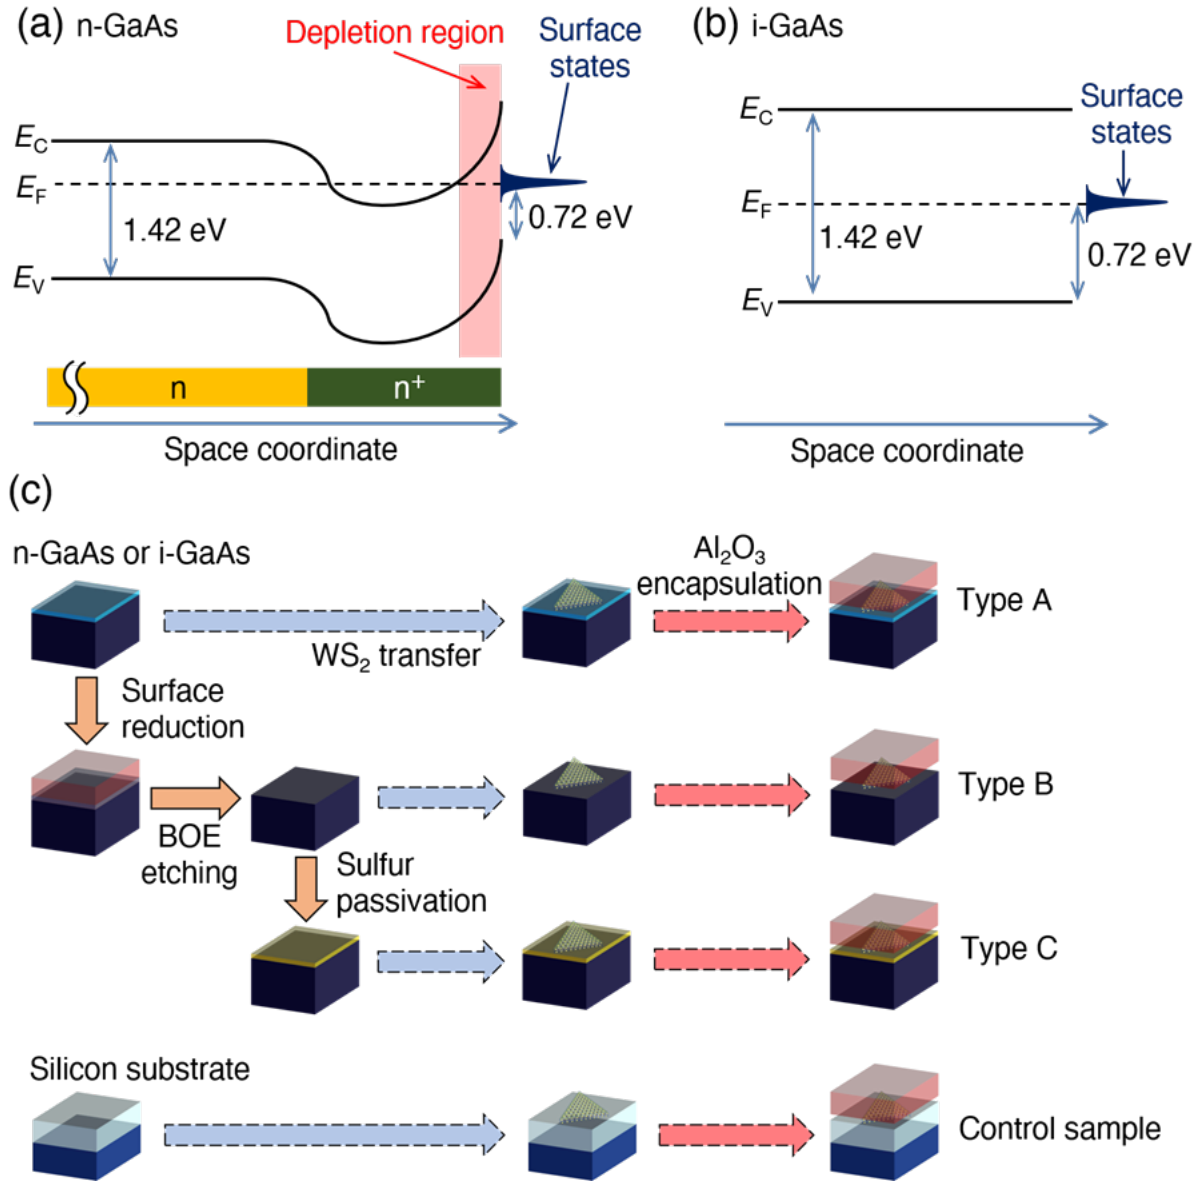 (a) n-GaAs
Depletion region
Surface
states
E_C
E_F
1.42 eV
0.72 eV
E_V
n
n⁺
Space coordinate
(b) i-GaAs
E_C
Surface
states
E_F
1.42 eV
0.72 eV
E_V
Space coordinate
(c)
n-GaAs or i-GaAs
Al₂O₃
encapsulation
Type A
WS₂ transfer
Surface
reduction
Type B
BOE
etching
Sulfur
passivation
Type C
Silicon substrate
Control sample